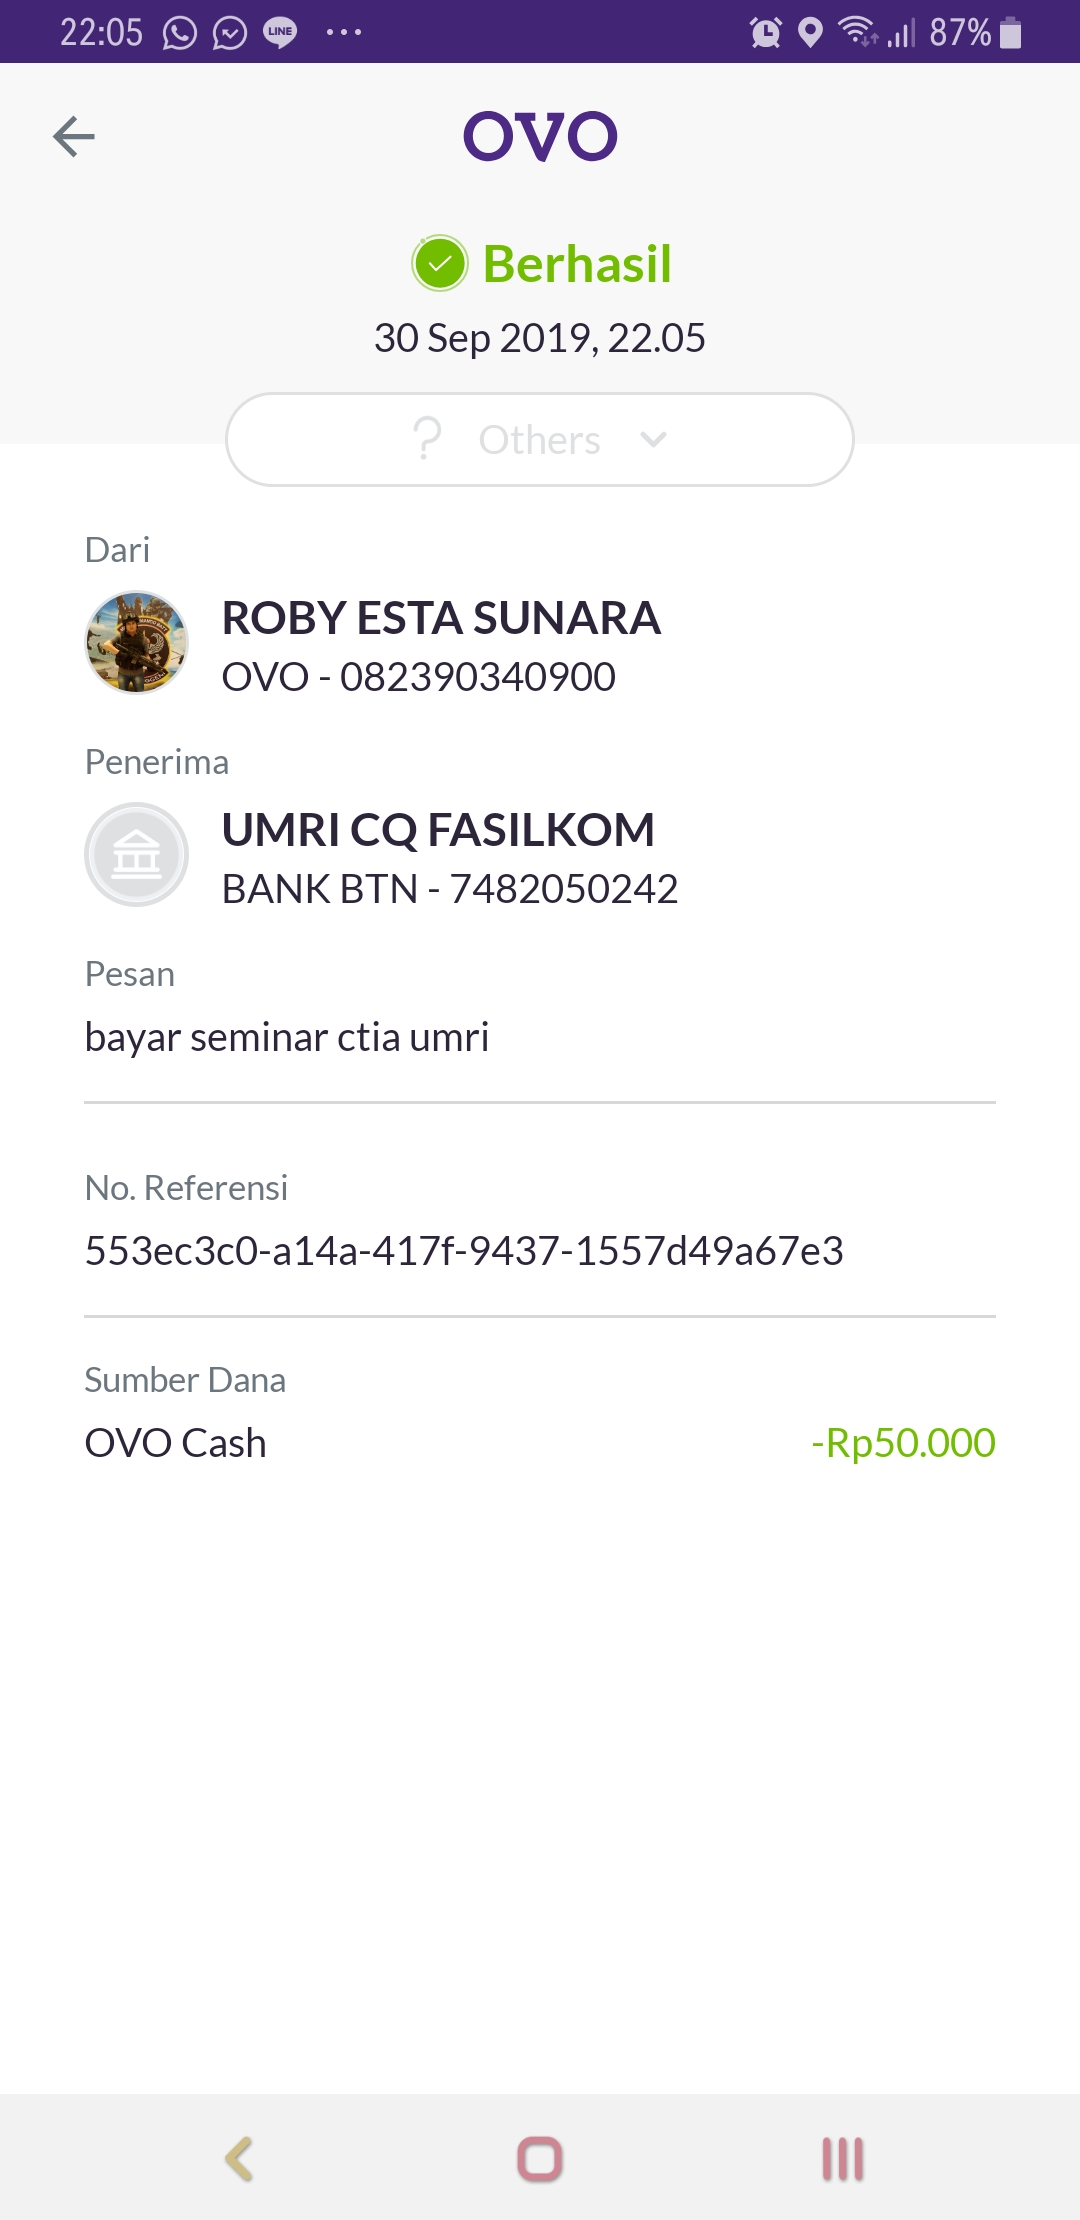 22:05 LINE 87%
OVO
Berhasil
30 Sep 2019, 22.05
? Others
Dari
ROBY ESTA SUNARA
OVO - 082390340900
Penerima
UMRI CQ FASILKOM
BANK BTN - 7482050242
Pesan
bayar seminar ctia umri
No. Referensi
553ec3c0-a14a-417f-9437-1557d49a67e3
Sumber Dana
OVO Cash -Rp50.000